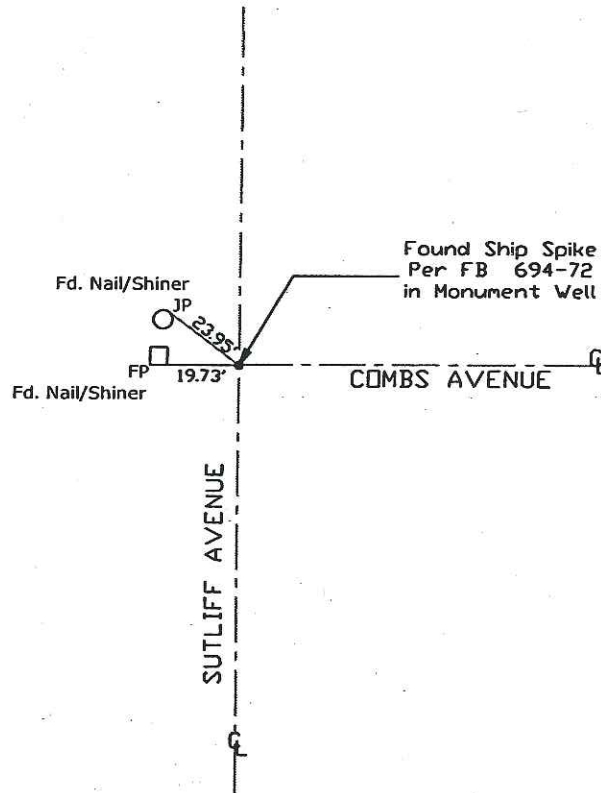 Found Ship Spike
Per FB 694-72
in Monument Well
Fd. Nail/Shiner
JP
23.95'
FP
19.73'
Fd. Nail/Shiner
℄
COMBS AVENUE
SUTLIFF AVENUE
℄